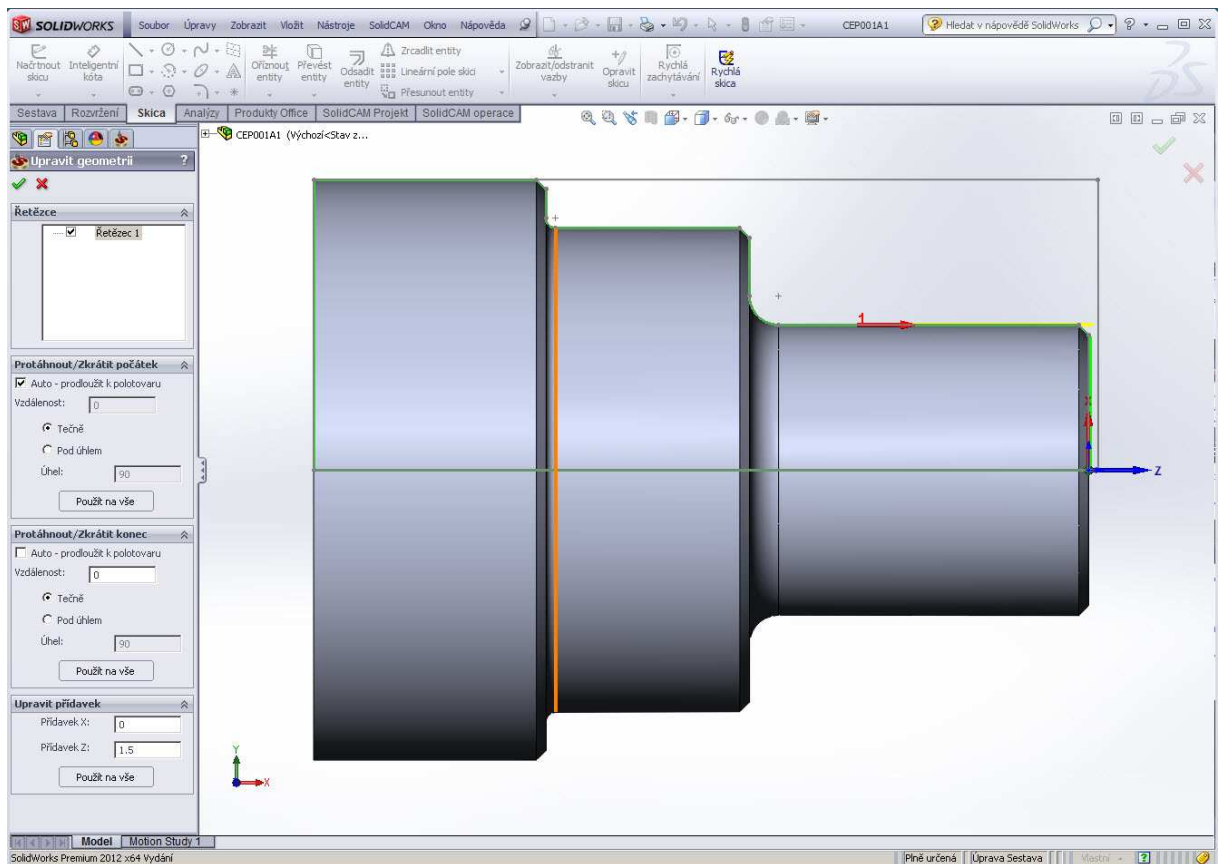 SOLIDWORKS Soubor Úpravy Zobrazit Vložit Nástroje SolidCAM Okno Nápověda CEP001A1 Hledat v nápovědě SolidWorks
Načrtnout skicu
Inteligentní kóta
Oříznout entity
Převést entity
Odsadit entity
Zrcadlit entity
Lineární pole skici
Přesunout entity
Zobrazit/odstranit vazby
Opravit skicu
Rychlá zachytávání
Rychlá skica
Sestava Rozvržení Skica Analýzy Produkty Office SolidCAM Projekt SolidCAM operace
CEP001A1 (Výchozí<Stav z...
Upravit geometrii ?
Řetězce
Řetězec 1
Protáhnout/Zkrátit počátek
Auto - prodloužit k polotovaru
Vzdálenost: 0
Tečně
Pod úhlem
Úhel: 90
Použít na vše
Protáhnout/Zkrátit konec
Auto - prodloužit k polotovaru
Vzdálenost: 0
Tečně
Pod úhlem
Úhel: 90
Použít na vše
Upravit přídavek
Přídavek X: 0
Přídavek Z: 1.5
Použít na vše
1
X
Z
Y
X
Model Motion Study 1
SolidWorks Premium 2012 x64 Vydání Plně určená Úprava Sestava Vlastní